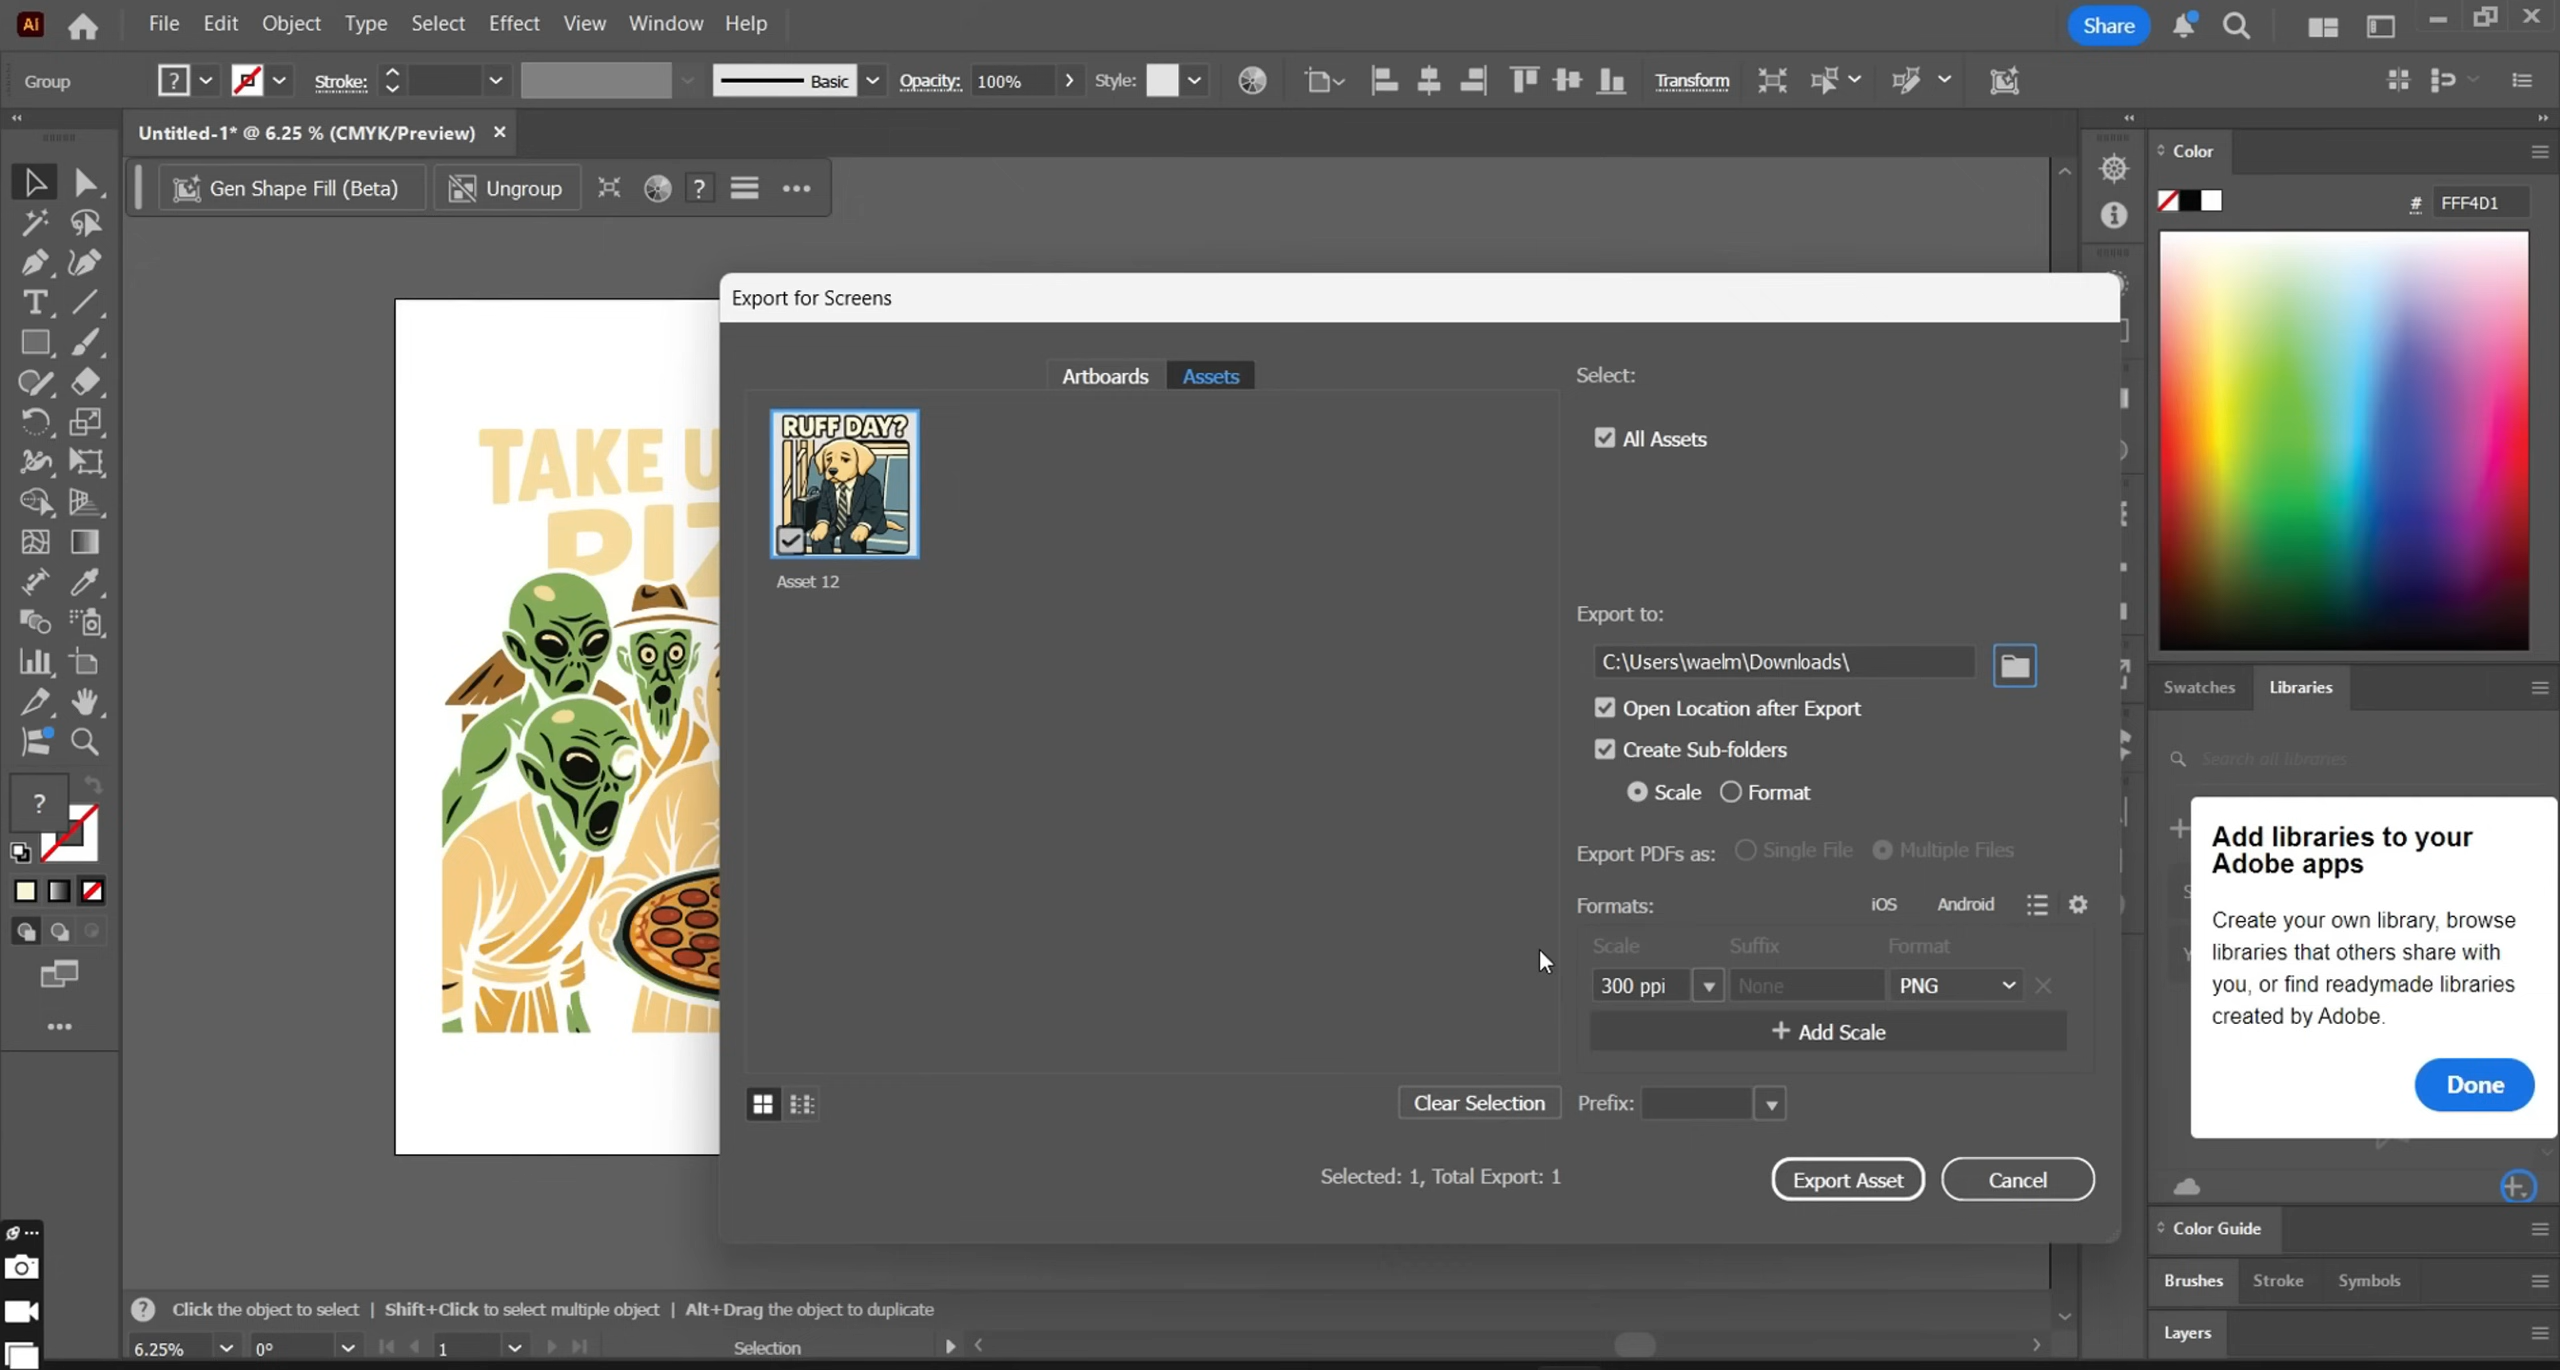 Ai
File Edit Object Type Select Effect View Window Help
Share
Group
?
Stroke:
Basic
Opacity: 100%
Style:
Transform
Untitled-1* @ 6.25 % (CMYK/Preview) ×
Gen Shape Fill (Beta)
Ungroup
?
Color
# FFF4D1
Export for Screens
Artboards Assets
Select:
RUFF DAY?
All Assets
TAKE U
PIZ
Asset 12
Export to:
C:\Users\waelm\Downloads\
Open Location after Export
Create Sub-folders
Scale Format
Export PDFs as: Single File Multiple Files
Formats: iOS Android
Scale Suffix Format
300 ppi None PNG
+ Add Scale
Clear Selection Prefix:
Selected: 1, Total Export: 1
Export Asset Cancel
Swatches Libraries
Search all libraries
Add libraries to your
Adobe apps
Create your own library, browse
libraries that others share with
you, or find readymade libraries
created by Adobe.
Done
Color Guide
Brushes Stroke Symbols
Layers
?
Click the object to select | Shift+Click to select multiple object | Alt+Drag the object to duplicate
6.25% 0° 1 Selection